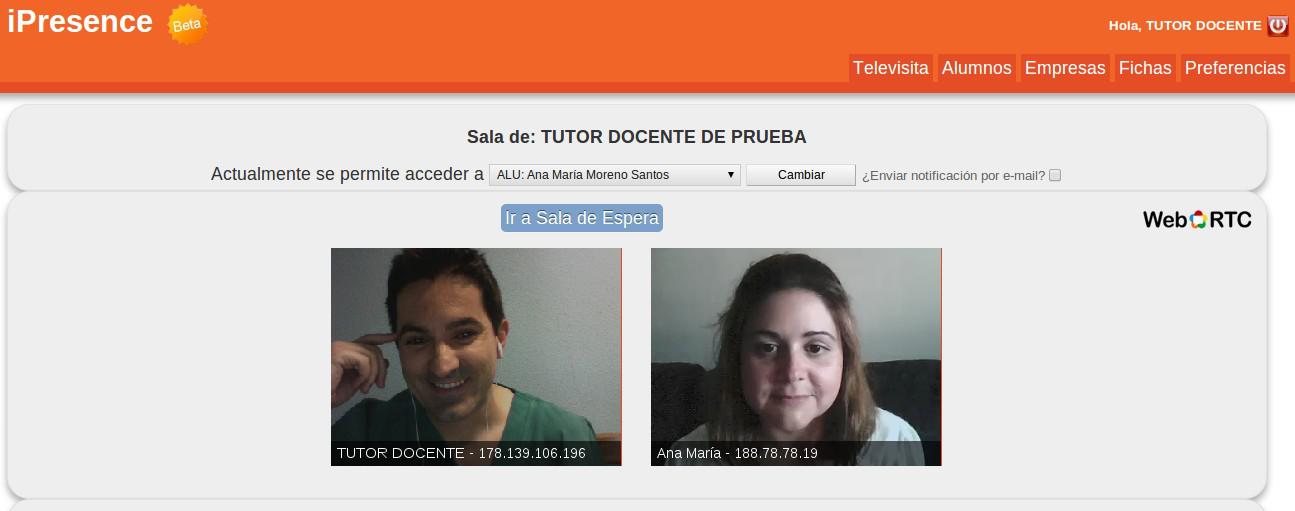 iPresence Beta
Hola, TUTOR DOCENTE
Televisita Alumnos Empresas Fichas Preferencias
Sala de: TUTOR DOCENTE DE PRUEBA
Actualmente se permite acceder a ALU: Ana María Moreno Santos Cambiar ¿Enviar notificación por e-mail?
Ir a Sala de Espera
Web RTC
TUTOR DOCENTE - 178.139.106.196
Ana María - 188.78.78.19